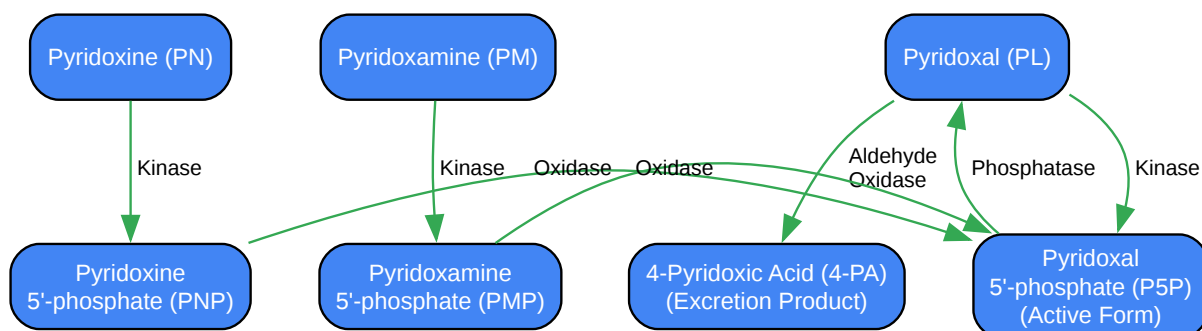 Pyridoxine (PN)
Pyridoxamine (PM)
Pyridoxal (PL)
Kinase
Kinase
Oxidase
Oxidase
Aldehyde
Oxidase
Phosphatase
Kinase
Pyridoxine
5'-phosphate (PNP)
Pyridoxamine
5'-phosphate (PMP)
4-Pyridoxic Acid (4-PA)
(Excretion Product)
Pyridoxal
5'-phosphate (P5P)
(Active Form)